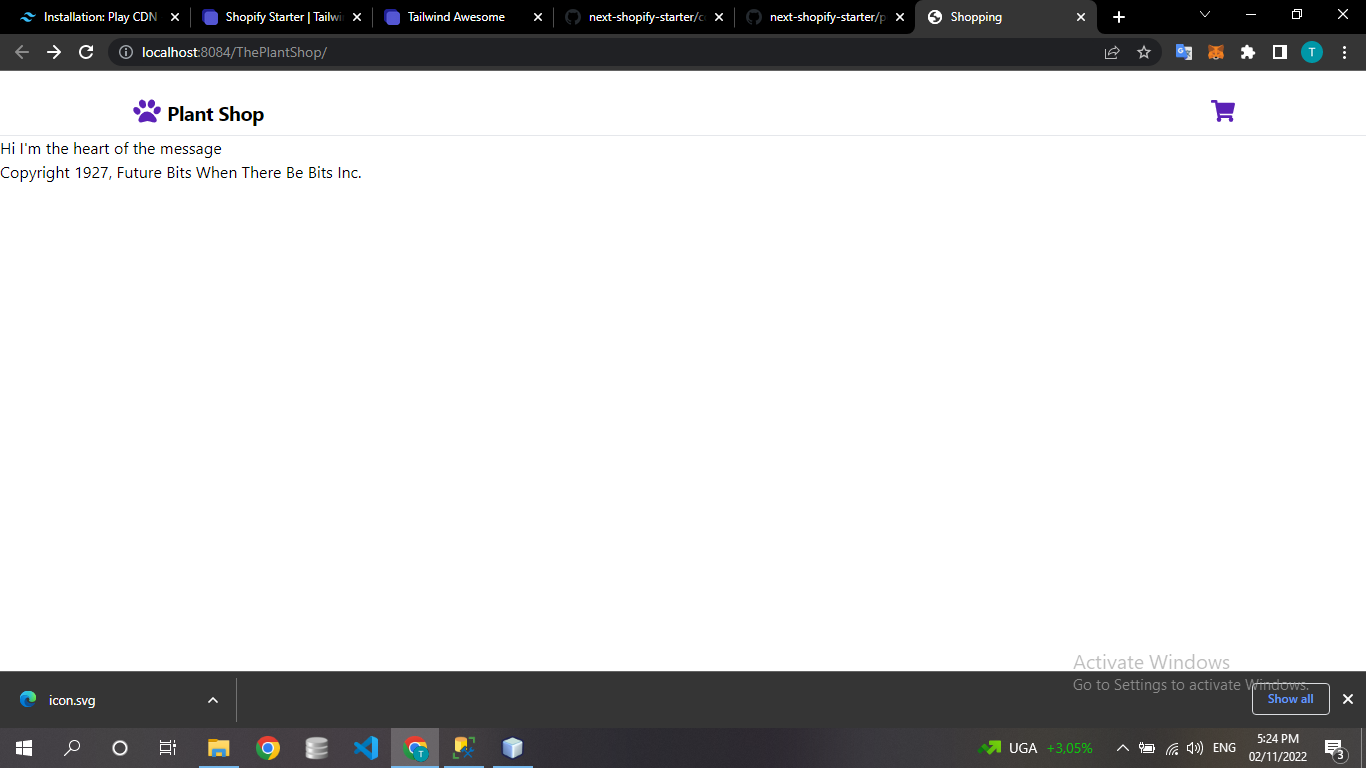 Installation: Play CDN
Shopify Starter | Tailwi
Tailwind Awesome
next-shopify-starter/c
next-shopify-starter/p
Shopping
localhost:8084/ThePlantShop/
T
Plant Shop
Hi I'm the heart of the message
Copyright 1927, Future Bits When There Be Bits Inc.
Activate Windows
Go to Settings to activate Windows.
icon.svg
Show all
T
UGA +3.05%
ENG
5:24 PM
02/11/2022
3